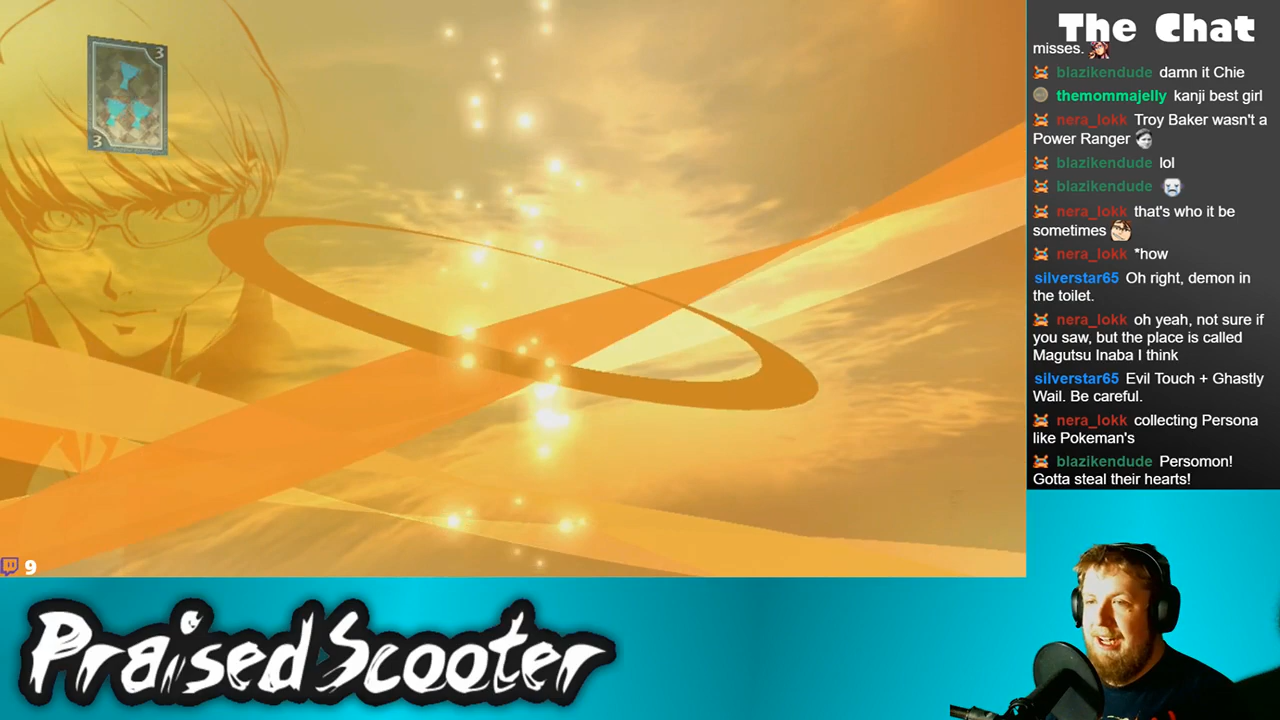 3
3
9
PraisedScooter
The Chat
misses.
blazikendude damn it Chie
themommajelly kanji best girl
nera_lokk Troy Baker wasn't a
Power Ranger
blazikendude lol
blazikendude
nera_lokk that's who it be
sometimes
nera_lokk *how
silverstar65 Oh right, demon in
the toilet.
nera_lokk oh yeah, not sure if
you saw, but the place is called
Magutsu Inaba I think
silverstar65 Evil Touch + Ghastly
Wail. Be careful.
nera_lokk collecting Persona
like Pokeman's
blazikendude Persomon!
Gotta steal their hearts!